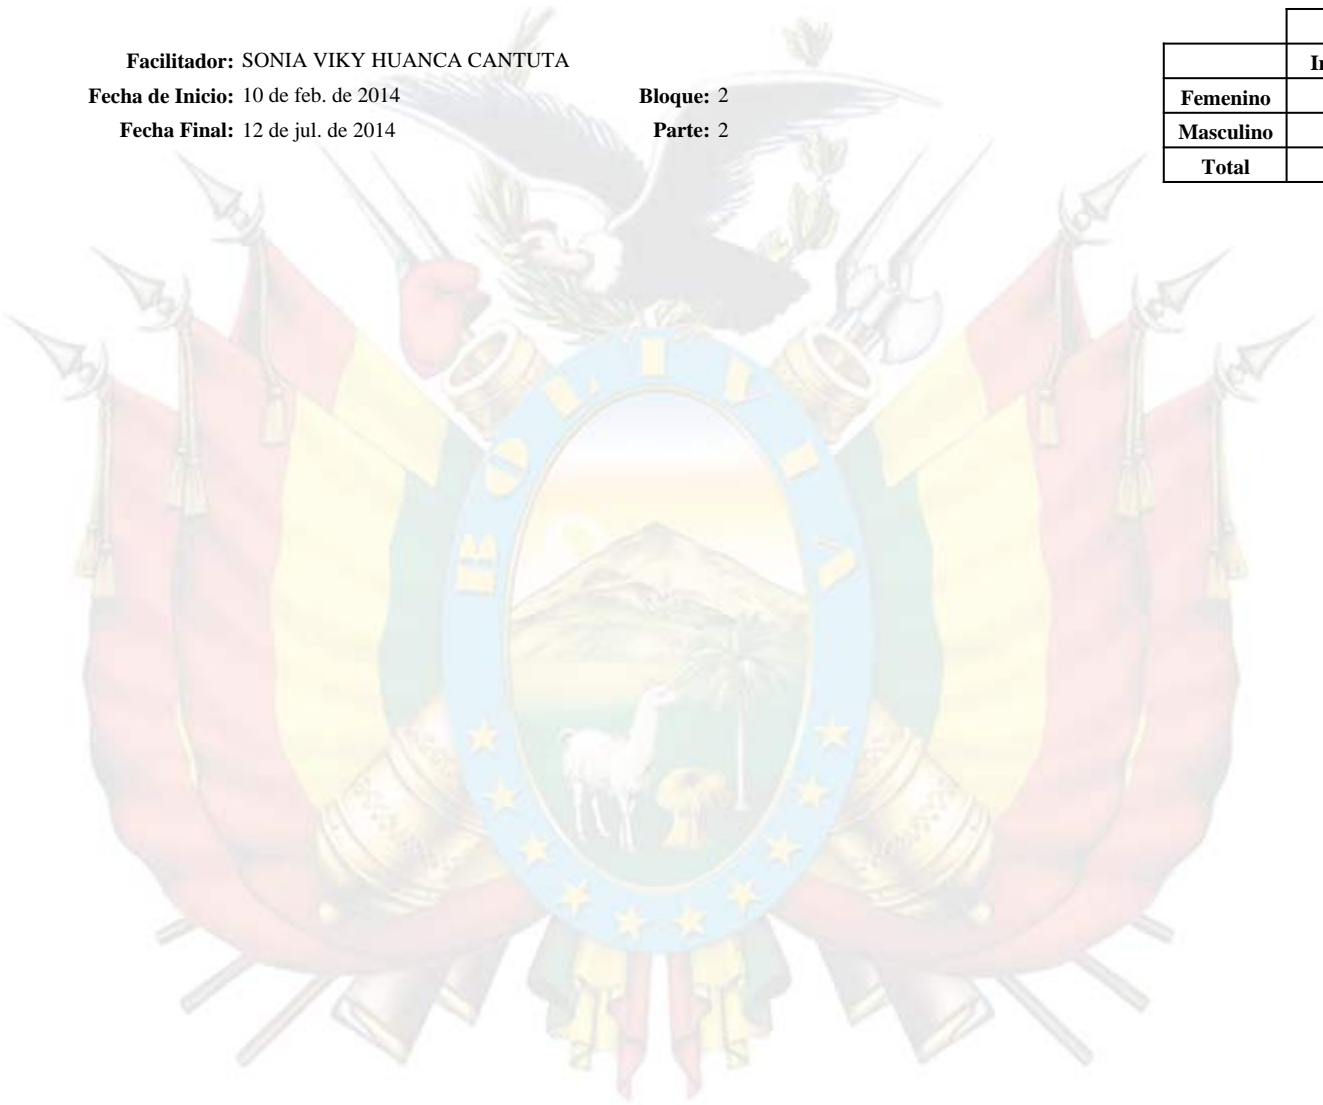 Facilitador: SONIA VIKY HUANCA CANTUTA
Fecha de Inicio: 10 de feb. de 2014 Bloque: 2
Fecha Final: 12 de jul. de 2014 Parte: 2
Femenino
Masculino
Total
BOLIVIA